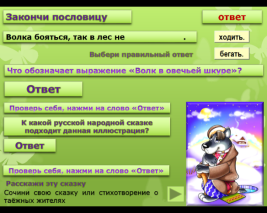 Закончи пословицу
ответ
Волка бояться, так в лес не .
ходить.
Выбери правильный ответ
бегать.
Что обозначает выражение «Волк в овечьей шкуре»?
Ответ
Проверь себя, нажми на слово «Ответ»
К какой русской народной сказке
подходит данная иллюстрация?
Ответ
Проверь себя, нажми на слово «Ответ»
Расскажи эту сказку
Сочини свою сказку или стихотворение о
таёжных жителях